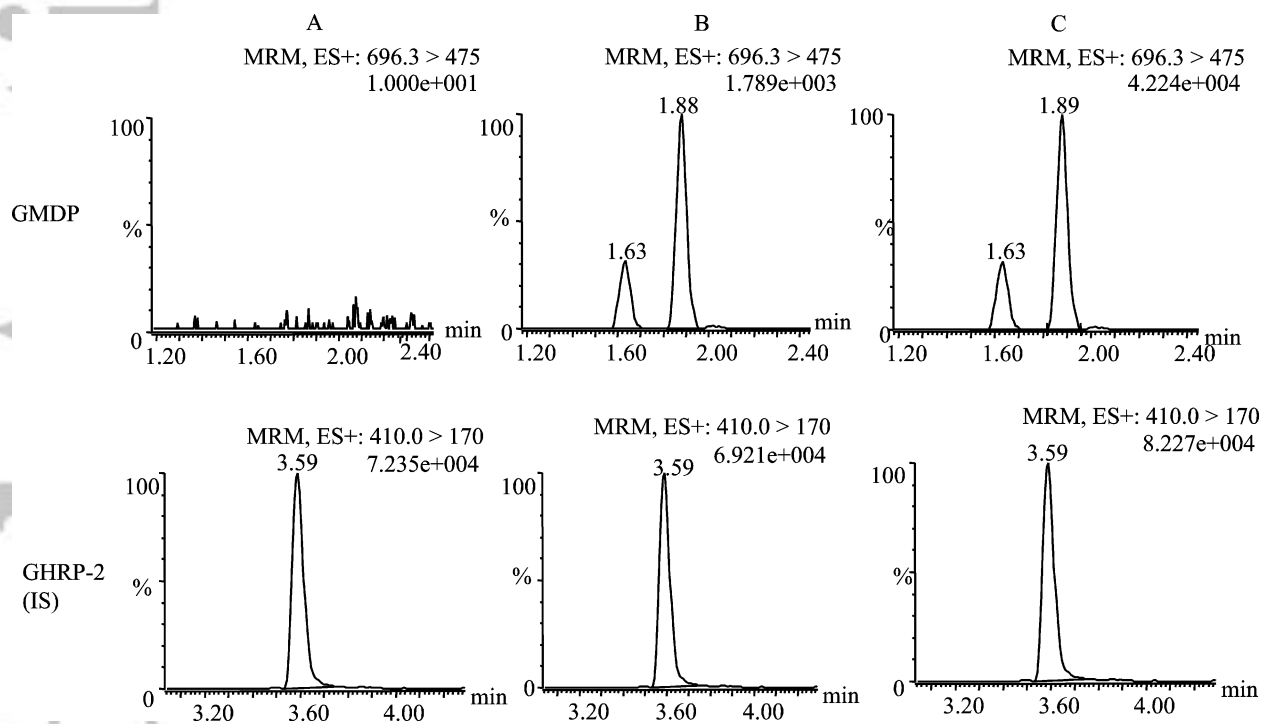 A B C
MRM, ES+: 696.3 > 475 MRM, ES+: 696.3 > 475 MRM, ES+: 696.3 > 475
1.000e+001 1.789e+003 4.224e+004
1.88 1.89
100 100 100
GMDP % % %
1.63 1.63
0 min 0 min 0 min
1.20 1.60 2.00 2.40 1.20 1.60 2.00 2.40 1.20 1.60 2.00 2.40
MRM, ES+: 410.0 > 170 MRM, ES+: 410.0 > 170 MRM, ES+: 410.0 > 170
3.59 7.235e+004 3.59 6.921e+004 3.59 8.227e+004
100 100 100
GHRP-2 % % %
(IS)
0 min 0 min 0 min
3.20 3.60 4.00 3.20 3.60 4.00 3.20 3.60 4.00